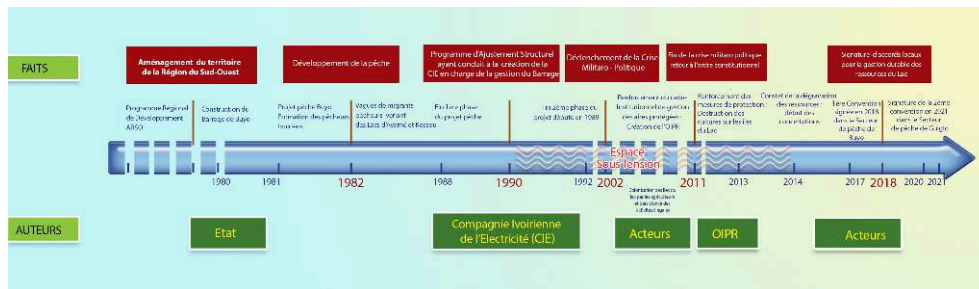 FAITS
Aménagement du territoire
de la Région du Sud-Ouest
Développement de la pêche
Programme d'Ajustement Structurel
ayant conduit à la création de la
CIE en charge de la gestion du Barrage
Déclenchement de la Crise
Militaro - Politique
Fin de la crise militaro politique
retour à l'ordre constitutionnel
Signature d'accords locaux
pour la gestion durable des
ressources du Lac
Programme Régional
de Développement
ARSO
Construction du
Barrage de Buyo
Projet pêche Buyo
Formation des pêcheurs
Ivoiriens
Vagues de migrants
pêcheurs venant
des Lacs d'Ayamé et Kossou
Fin 1ère phase
du projet pêche
Fin 2ème phase du
projet débuté en 1989
Renforcement du cadre
Institutionnel de gestion
des aires protégées :
Création de l'OIPR
Renforcement des
mesures de protection :
Destruction des
cultures sur les iles
du Lac
Constat de la dégradation
des ressources :
début des
concertations
1ère Convention
signée en 2018
dans le Secteur
de pêche de
Buyo
Signature de la 2ème
convention en 2021
dans le Secteur
de pêche de Guiglo
Espace
Sous Tension
1980
1981
1982
1988
1990
1992
2002
2011
2013
2014
2017
2018
2020
2021
AUTEURS
Etat
Compagnie Ivoirienne
de l'Electricité (CIE)
Acteurs
OIPR
Acteurs